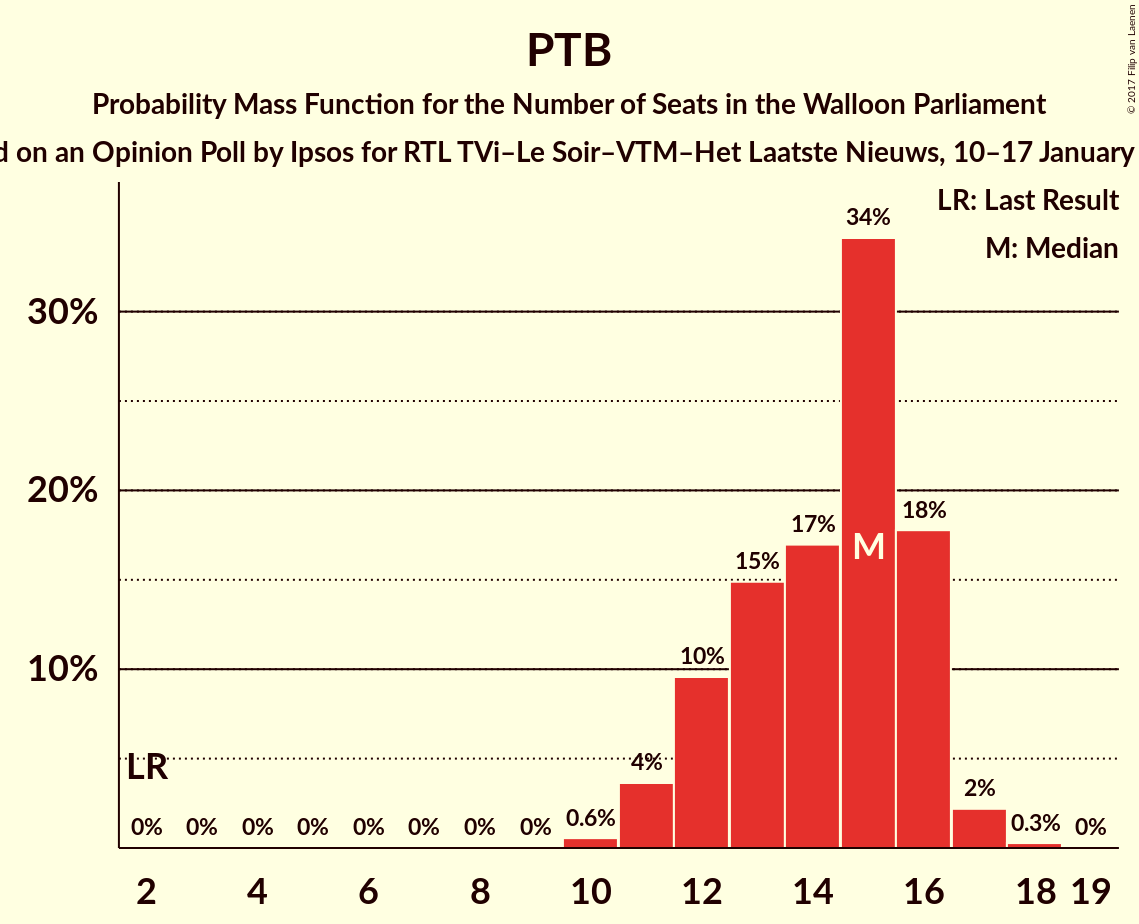 PTB
Probability Mass Function for the Number of Seats in the Walloon Parliament
on an Opinion Poll by Ipsos for RTL TVi–Le Soir–VTM–Het Laatste Nieuws, 10–17 January
© 2017 Filip van Laenen
LR: Last Result
M: Median
34%
30%
20%
18%
17%
M
15%
10%
10%
LR
4%
2%
0% 0% 0% 0% 0% 0% 0% 0% 0.6% 0.3% 0%
2 4 6 8 10 12 14 16 18 19